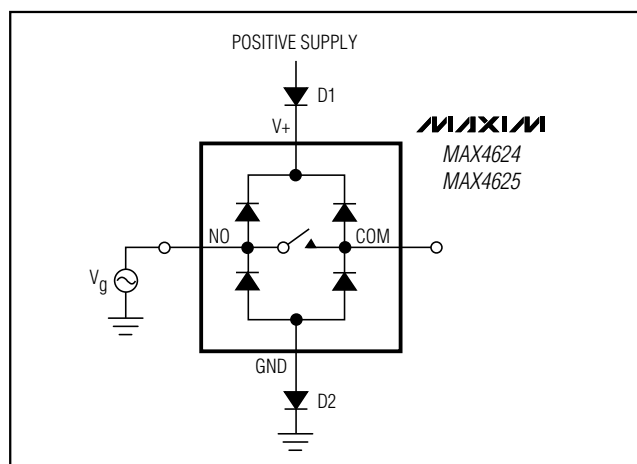 POSITIVE SUPPLY
D1
V+
MAXIM
MAX4624
MAX4625
NO
COM
Vg
GND
D2